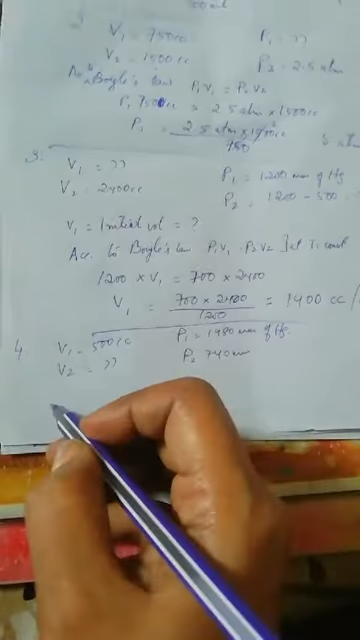 V₁ = 750cc P₁ = ??
V₂ = 1500cc P₂ = 2.5 atm
Acc. to Boyle's law P₁V₁ = P₂V₂
P₁ 750cc = 2.5 atm × 1500cc
P₁ = 2.5 atm × 1500cc
750
3. V₁ = ?? P₁ = 1200 mm of Hg
V₂ = 2400cc P₂ = 1200 - 500 =
V₁ = Initial vol = ?
Acc. to Boyle's law P₁V₁ = P₂V₂ ] at T: const
1200 × V₁ = 700 × 2400
V₁ = 700 × 2400 = 1400 cc
1200
4 V₁ = 500cc P₁ = 1480 mm of Hg.
V₂ = ?? P₂ 740 mm